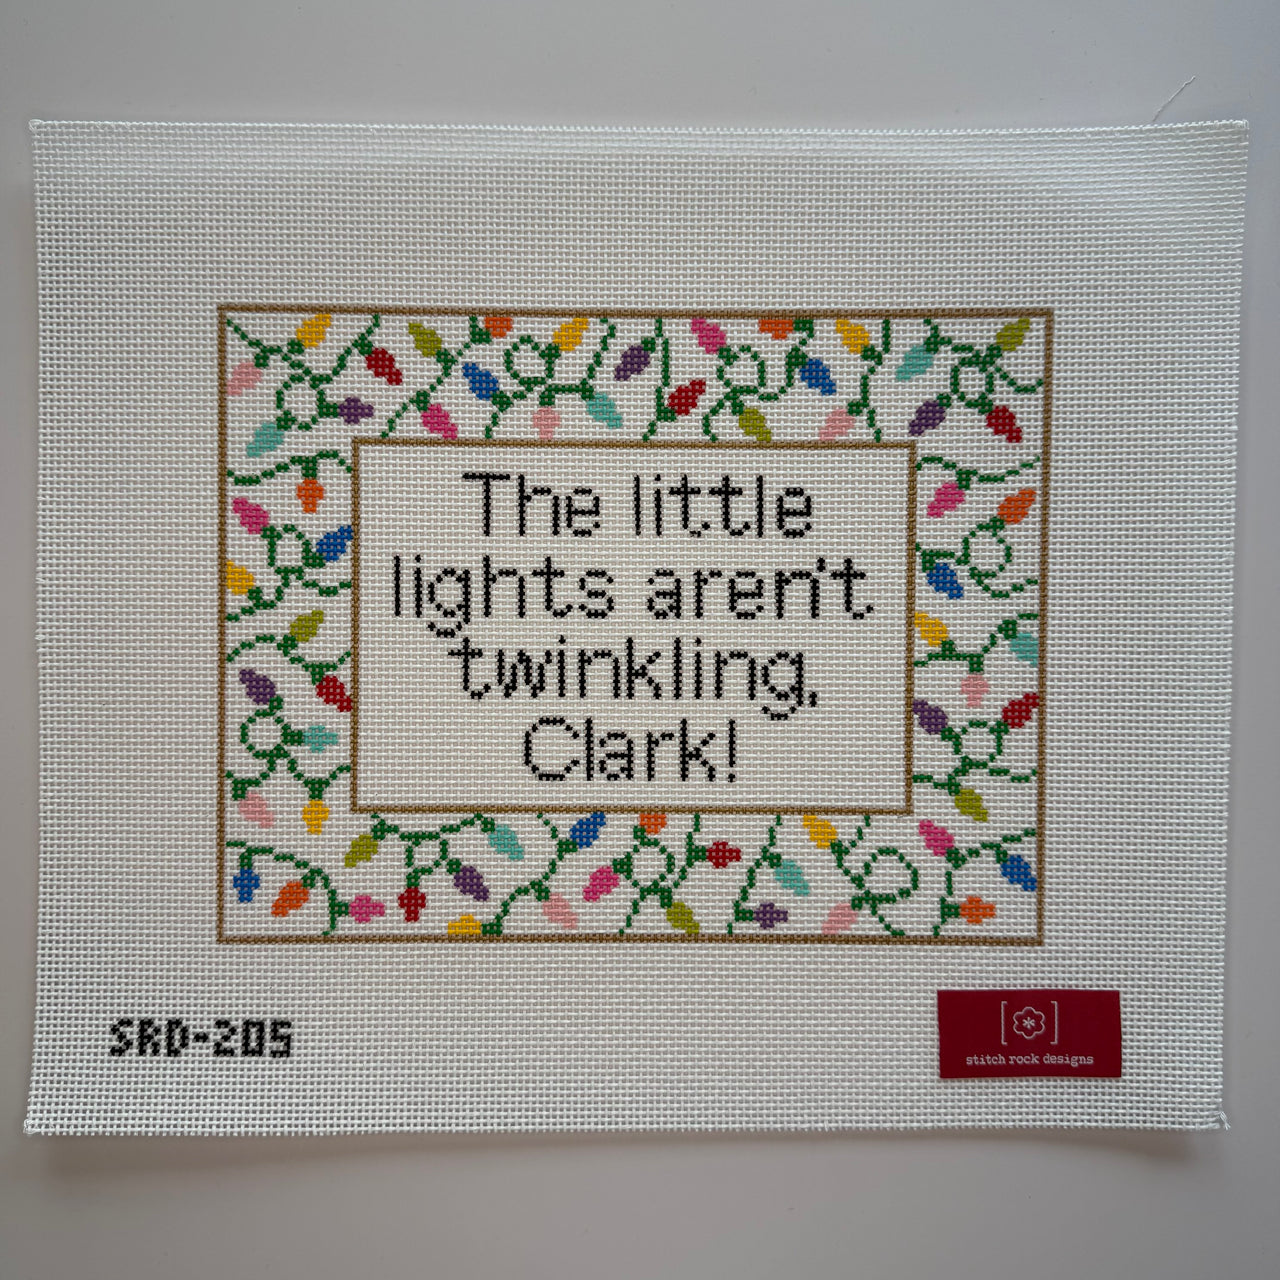 The little
lights aren't
twinkling,
Clark!
SRD-205
[*]
stitch rock designs